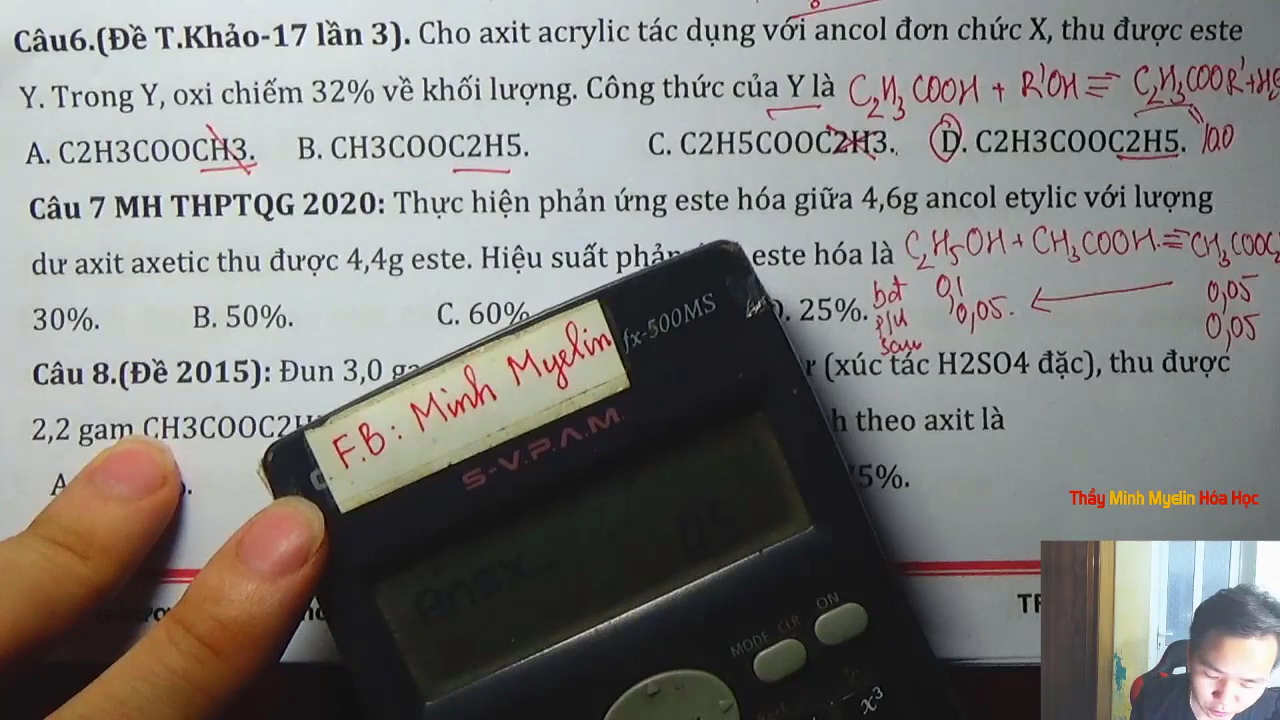 Câu6.(Đề T.Khảo-17 lần 3). Cho axit acrylic tác dụng với ancol đơn chức X, thu được este
Y. Trong Y, oxi chiếm 32% về khối lượng. Công thức của Y là C2H3COOH + R'OH ⇌ C2H3COOR' + H2
A. C2H3COOCH3. B. CH3COOC2H5. C. C2H5COOC2H3. D. C2H3COOC2H5. 100
Câu 7 MH THPTQG 2020: Thực hiện phản ứng este hóa giữa 4,6g ancol etylic với lượng
dư axit axetic thu được 4,4g este. Hiệu suất phản este hóa là C2H5OH + CH3COOH ⇌ CH3COOC2
30%. B. 50%. C. 60% 25%. bđ 0,1 0,05
p/u 0,05. ← 0,05
sau
Câu 8.(Đề 2015): Đun 3,0 ga (xúc tác H2SO4 đặc), thu được
2,2 gam CH3COOC2H h theo axit là
A 75%.
F.B: Minh Myelin
fx-500MS
S-V.P.A.M.
Ansx
Thầy Minh Myelin Hóa Học
ON
MODE CLR
x³